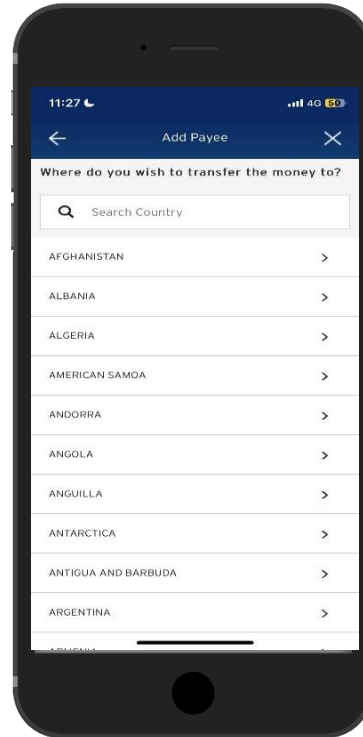 11:27
4G 50
Add Payee
Where do you wish to transfer the money to?
Search Country
AFGHANISTAN
ALBANIA
ALGERIA
AMERICAN SAMOA
ANDORRA
ANGOLA
ANGUILLA
ANTARCTICA
ANTIGUA AND BARBUDA
ARGENTINA